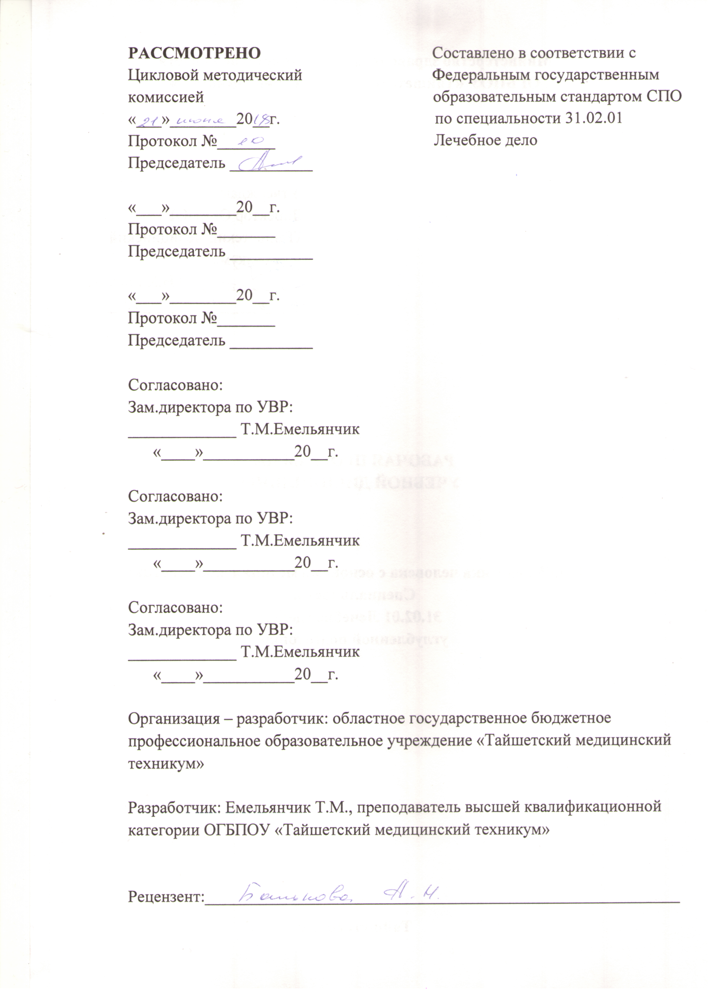 РАССМОТРЕНО
Цикловой методический
комиссией
«21» июня 2018г.
Протокол № 10
Председатель __________
Составлено в соответствии с
Федеральным государственным
образовательным стандартом СПО
по специальности 31.02.01
Лечебное дело
«___»________20__г.
Протокол №_______
Председатель __________
«___»________20__г.
Протокол №_______
Председатель __________
Согласовано:
Зам.директора по УВР:
_____________ Т.М.Емельянчик
«____»___________20__г.
Согласовано:
Зам.директора по УВР:
_____________ Т.М.Емельянчик
«____»___________20__г.
Согласовано:
Зам.директора по УВР:
_____________ Т.М.Емельянчик
«____»___________20__г.
Организация – разработчик: областное государственное бюджетное
профессиональное образовательное учреждение «Тайшетский медицинский
техникум»
Разработчик: Емельянчик Т.М., преподаватель высшей квалификационной
категории ОГБПОУ «Тайшетский медицинский техникум»
Рецензент: А.Н.